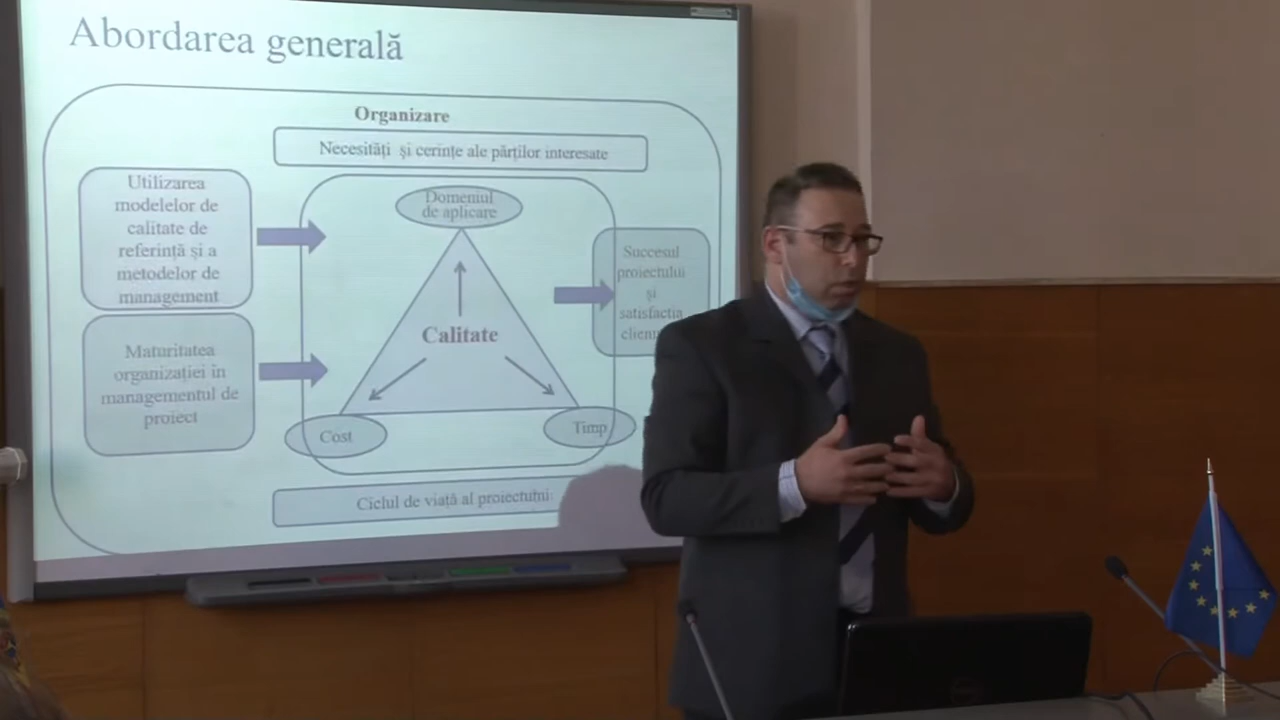 Abordarea generală
Organizare
Necesități și cerințe ale părților interesate
Utilizarea
modelelor de
calitate de
referință și a
metodelor de
management
Maturitatea
organizației în
managementul de
proiect
Domeniul
de aplicare
Calitate
Cost
Timp
Succesul
proiectului
și
satisfacția
Ciclul de viață al proiectului